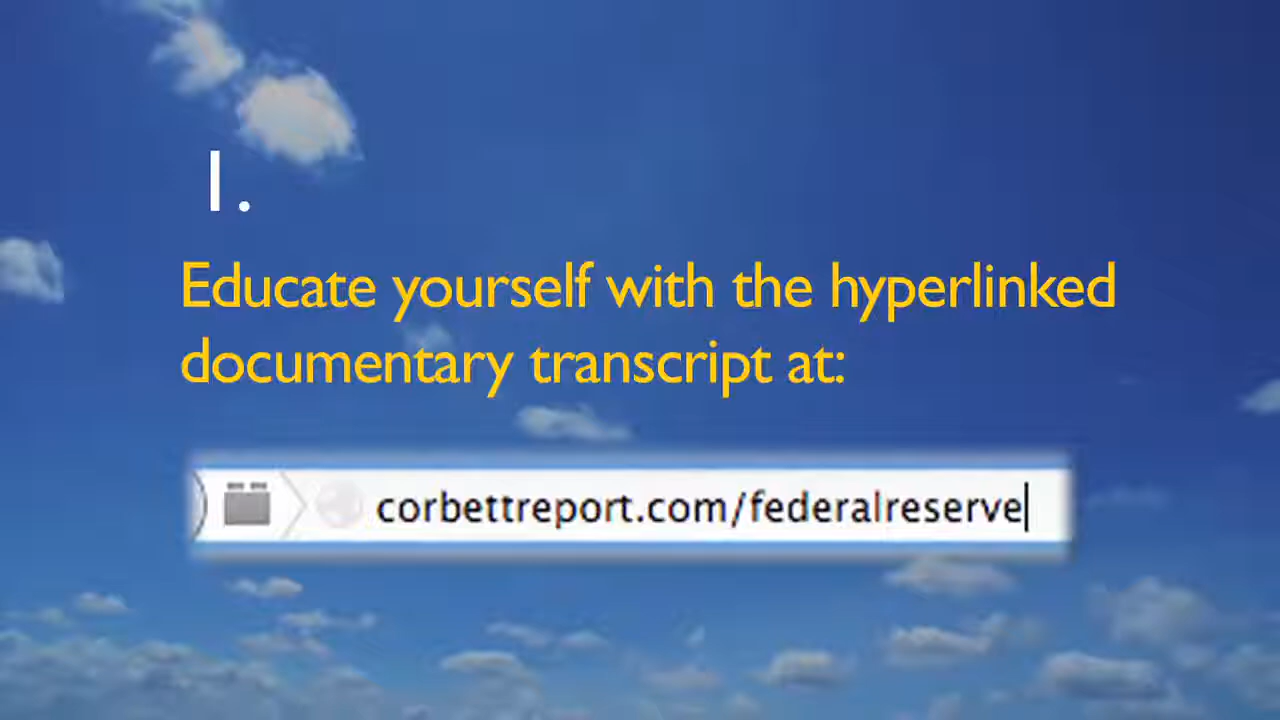 1.
Educate yourself with the hyperlinked
documentary transcript at:
corbettreport.com/federalreserve